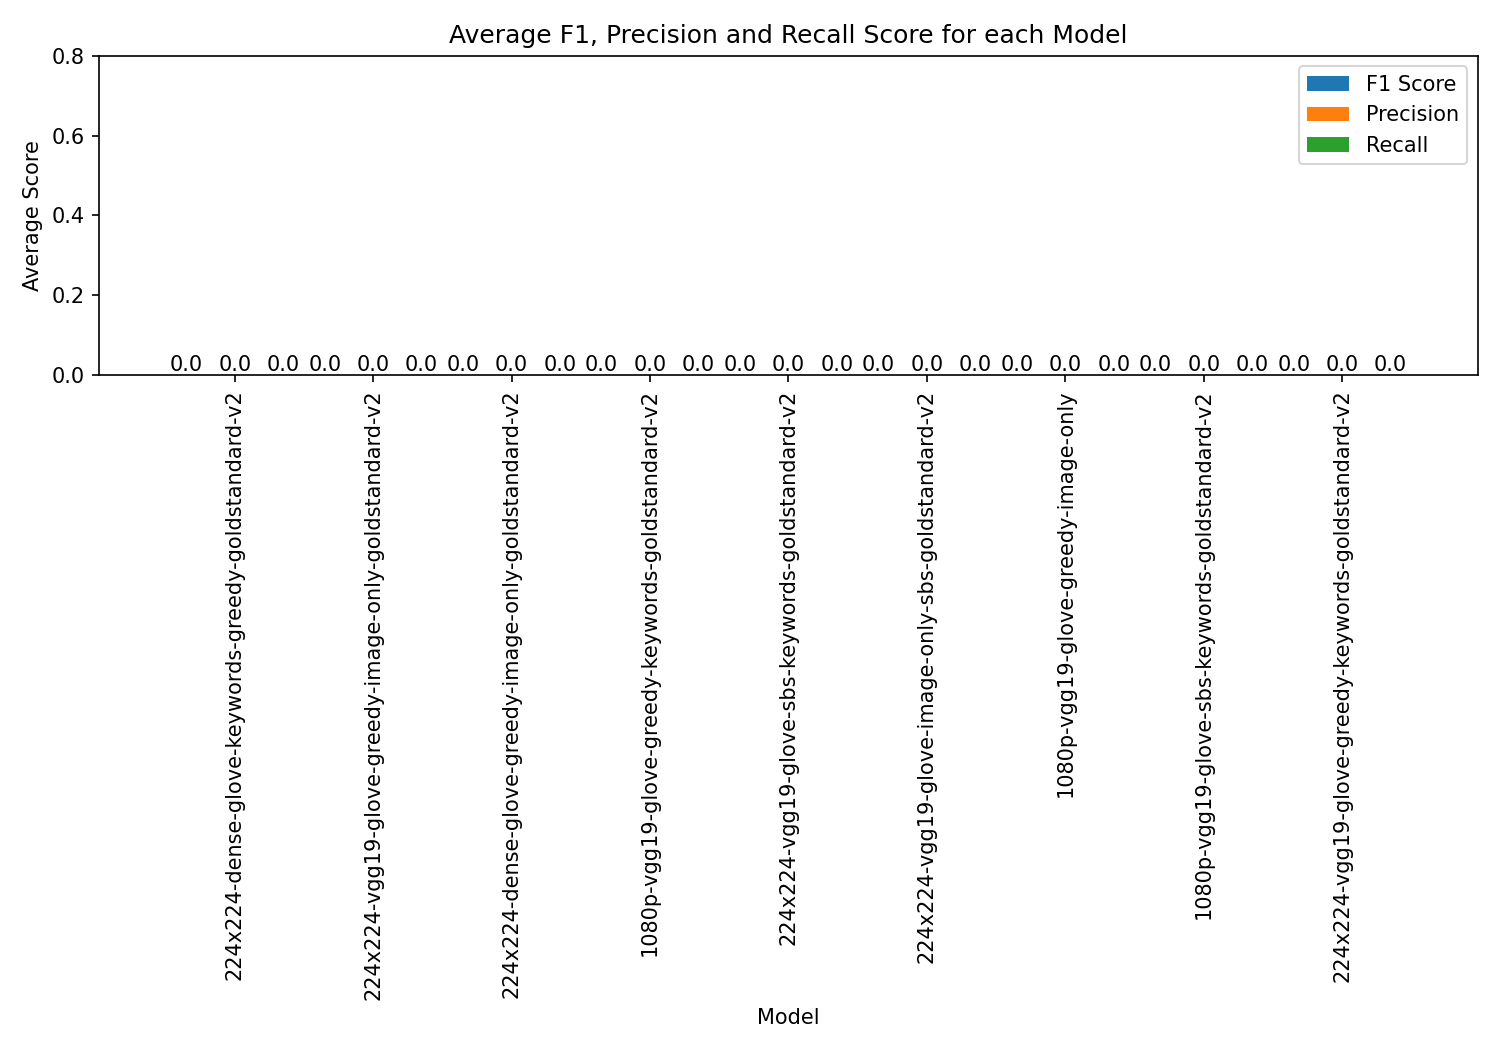 Average F1, Precision and Recall Score for each Model
0.8
0.6
0.4
0.2
0.0
Average Score
F1 Score
Precision
Recall
0.0 0.0 0.0 0.0 0.0 0.0 0.0 0.0 0.0 0.0 0.0 0.0 0.0 0.0 0.0 0.0 0.0 0.0 0.0 0.0 0.0 0.0 0.0 0.0 0.0 0.0 0.0
224x224-dense-glove-keywords-greedy-goldstandard-v2
224x224-vgg19-glove-greedy-image-only-goldstandard-v2
224x224-dense-glove-greedy-image-only-goldstandard-v2
1080p-vgg19-glove-greedy-keywords-goldstandard-v2
224x224-vgg19-glove-sbs-keywords-goldstandard-v2
224x224-vgg19-glove-image-only-sbs-goldstandard-v2
1080p-vgg19-glove-greedy-image-only
1080p-vgg19-glove-sbs-keywords-goldstandard-v2
224x224-vgg19-glove-greedy-keywords-goldstandard-v2
Model